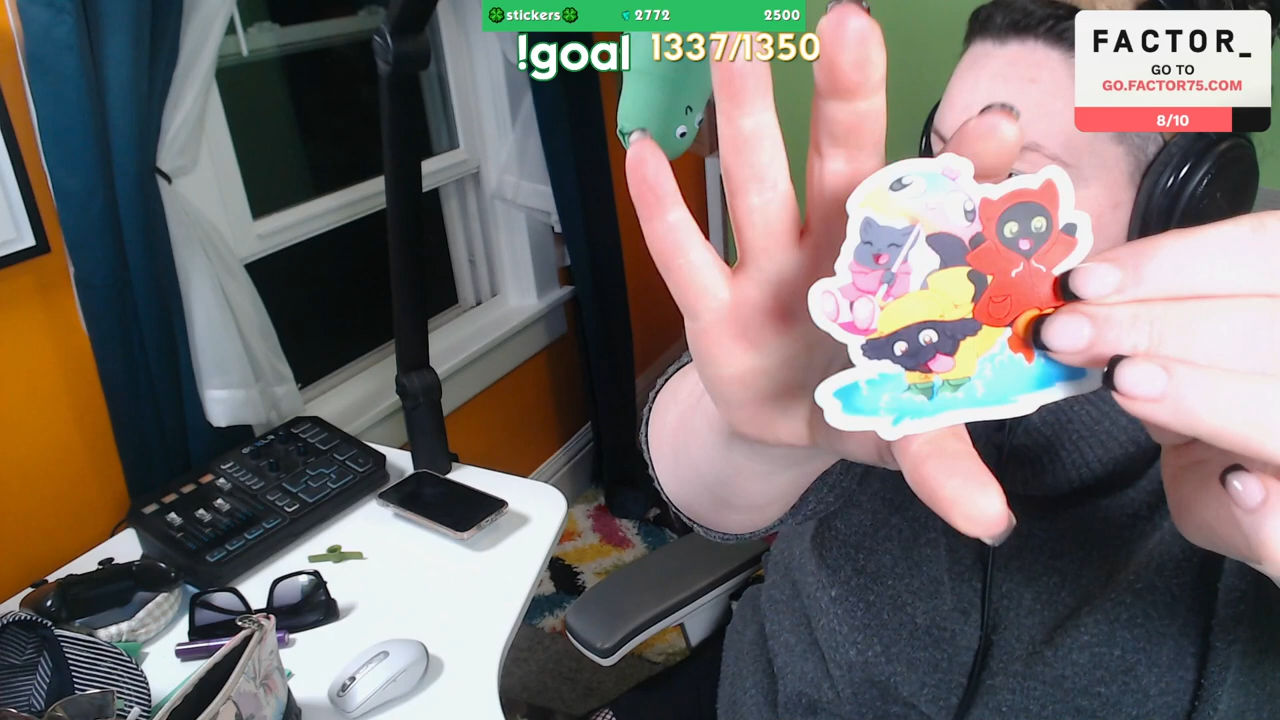 🍀stickers🍀 2772 2500
!goal 1337/1350
FACTOR_
GO TO
GO.FACTOR75.COM
8/10